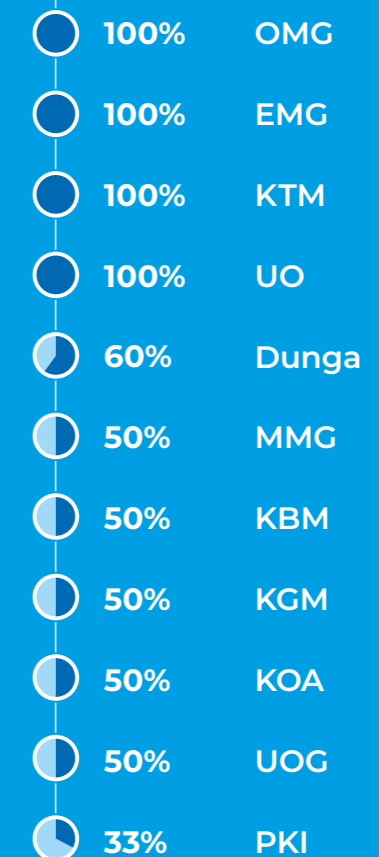 100% OMG
100% EMG
100% KTM
100% UO
60% Dunga
50% MMG
50% KBM
50% KGM
50% KOA
50% UOG
33% PKI